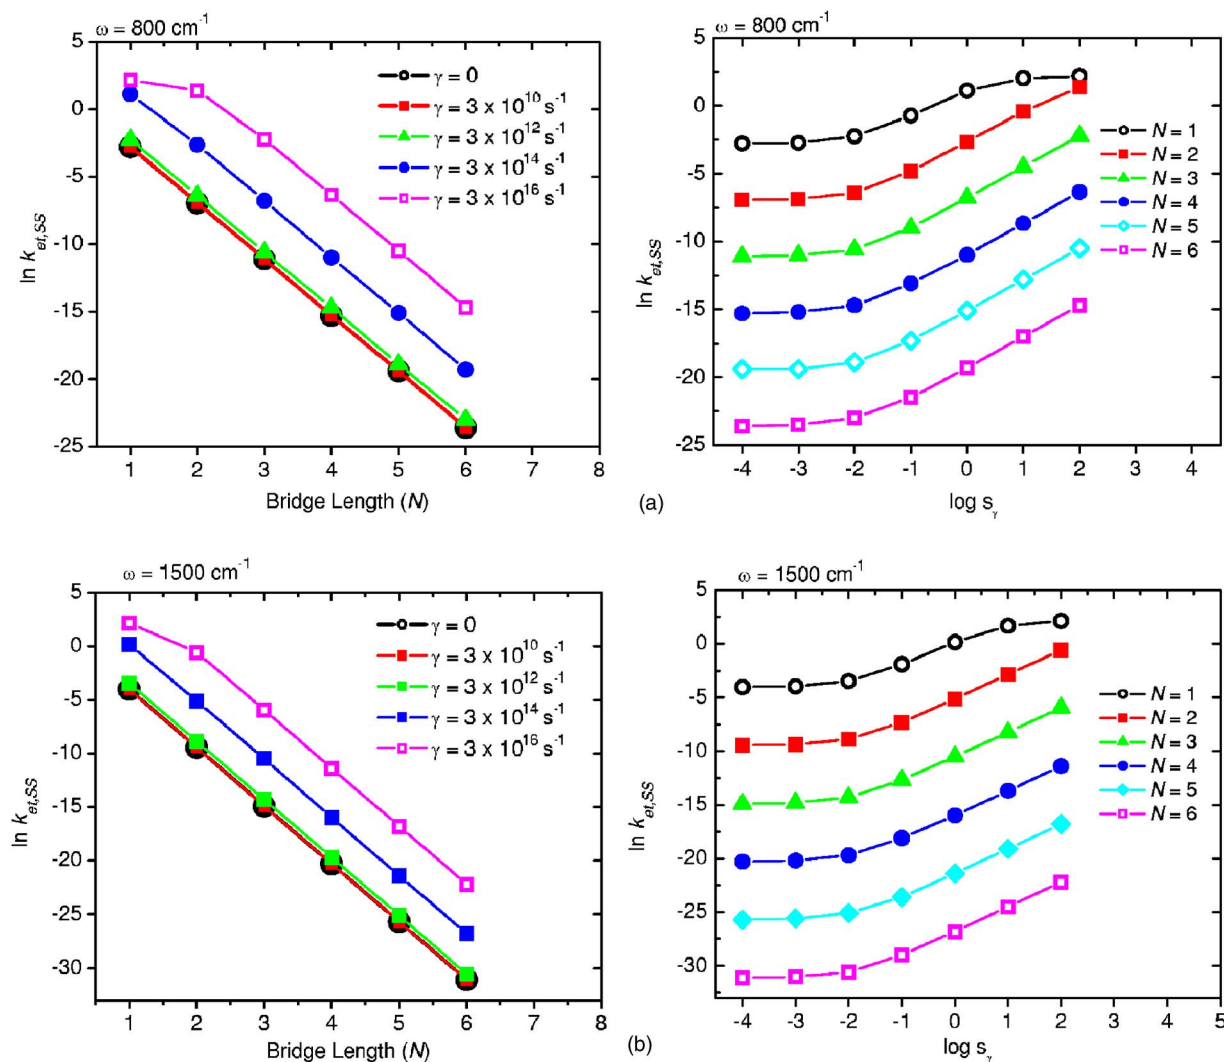 ω = 800 cm⁻¹
5
0
-5
-10
-15
-20
-25
ln k_et,SS
γ = 0
γ = 3 x 10¹⁰ s⁻¹
γ = 3 x 10¹² s⁻¹
γ = 3 x 10¹⁴ s⁻¹
γ = 3 x 10¹⁶ s⁻¹
1 2 3 4 5 6 7 8
Bridge Length (N)
ω = 800 cm⁻¹
5
0
-5
-10
-15
-20
-25
ln k_et,SS
N = 1
N = 2
N = 3
N = 4
N = 5
N = 6
-4 -3 -2 -1 0 1 2 3 4
log s_γ
(a)
ω = 1500 cm⁻¹
5
0
-5
-10
-15
-20
-25
-30
ln k_et,SS
γ = 0
γ = 3 x 10¹⁰ s⁻¹
γ = 3 x 10¹² s⁻¹
γ = 3 x 10¹⁴ s⁻¹
γ = 3 x 10¹⁶ s⁻¹
1 2 3 4 5 6 7 8
Bridge Length (N)
ω = 1500 cm⁻¹
5
0
-5
-10
-15
-20
-25
-30
ln k_et,SS
N = 1
N = 2
N = 3
N = 4
N = 5
N = 6
-4 -3 -2 -1 0 1 2 3 4 5
log s_γ
(b)